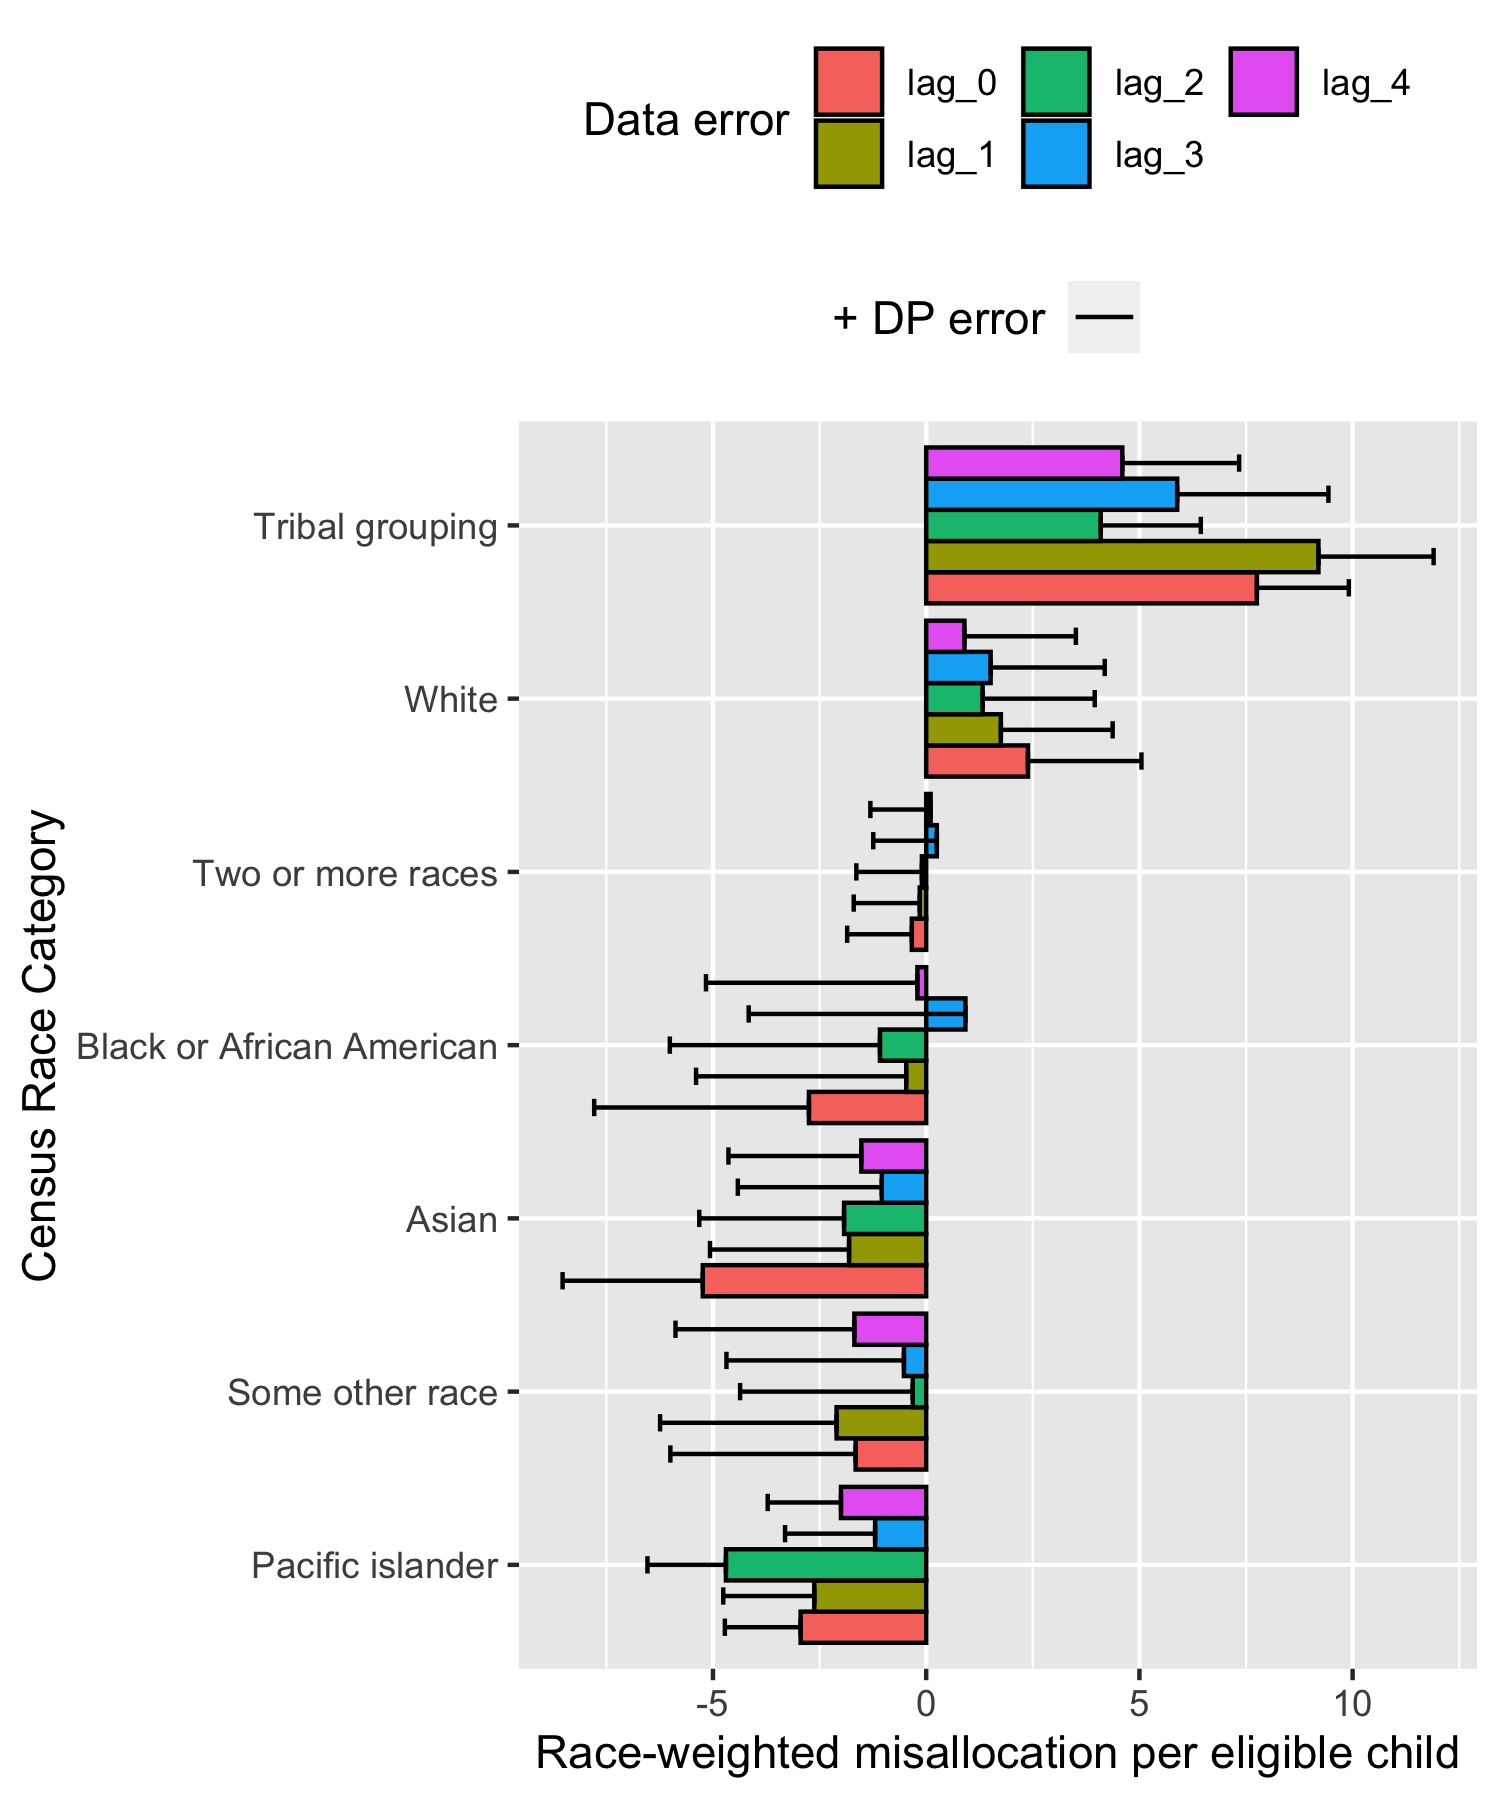 Data error
lag_0
lag_2
lag_4
lag_1
lag_3
+ DP error
Census Race Category
Tribal grouping
White
Two or more races
Black or African American
Asian
Some other race
Pacific islander
-5
0
5
10
Race-weighted misallocation per eligible child